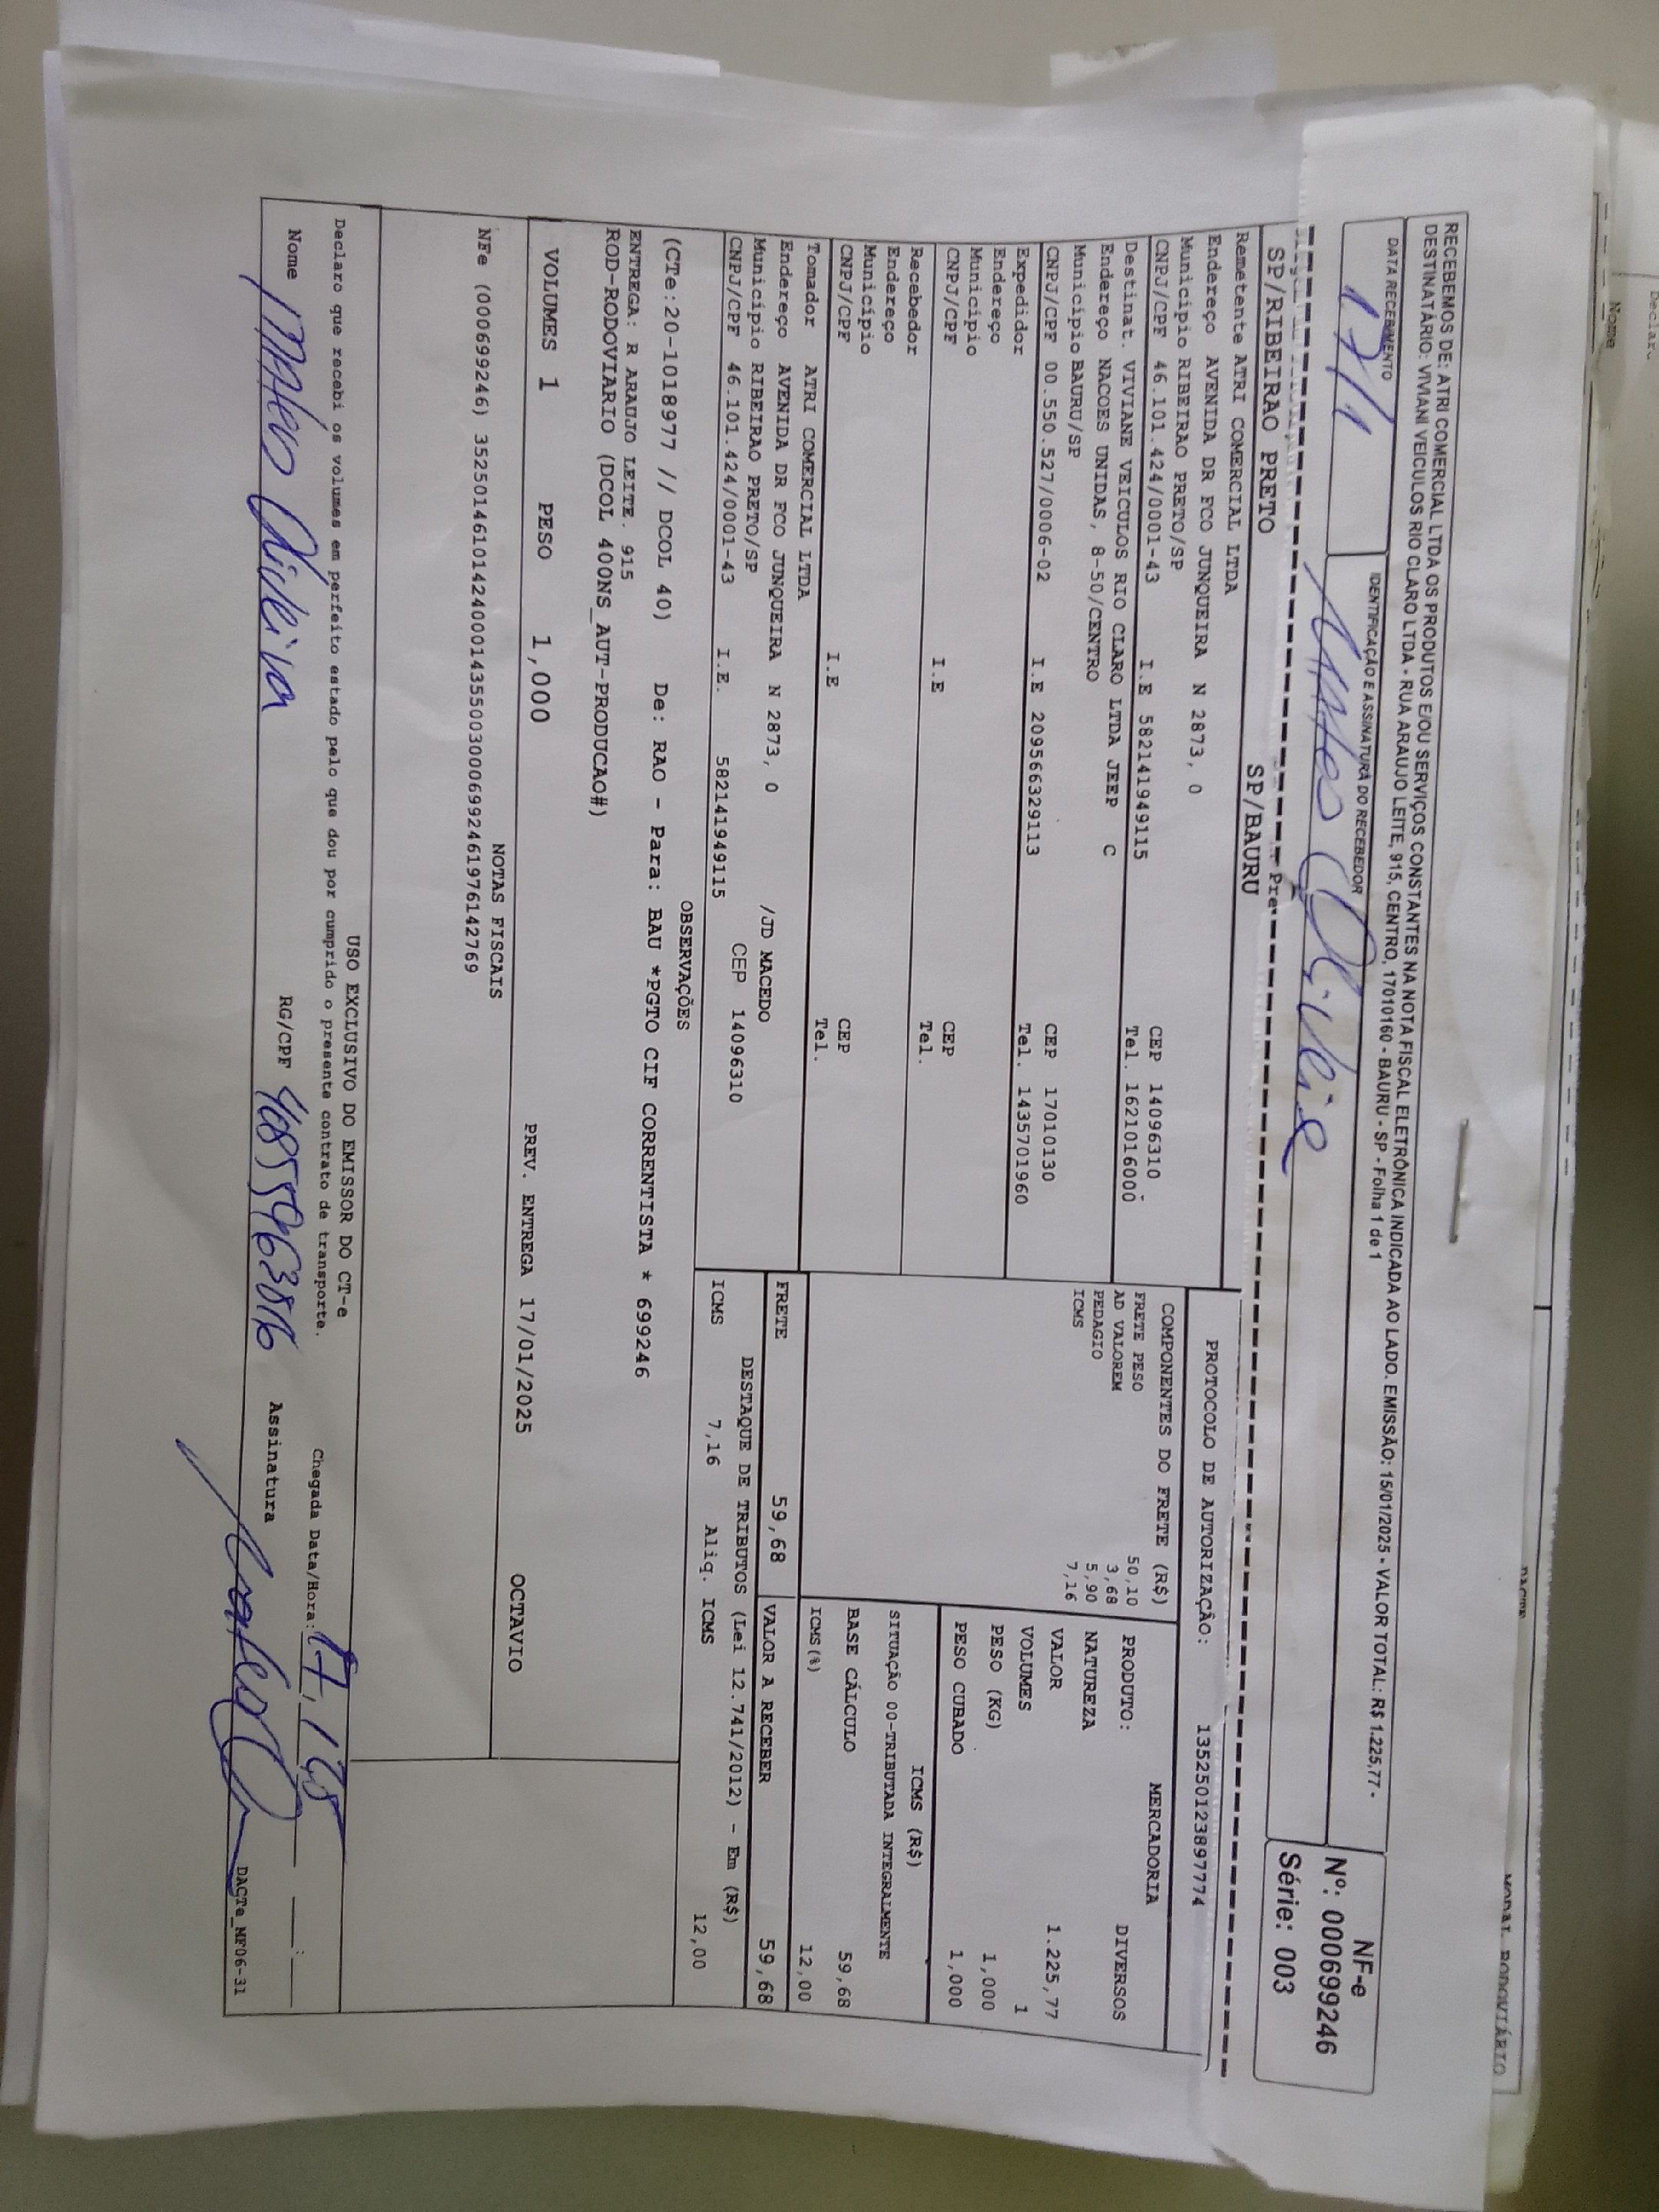 RECEBEMOS DE: ATRI COMERCIAL LTDA OS PRODUTOS E/OU SERVIÇOS CONSTANTES NA NOTA FISCAL ELETRÔNICA INDICADA AO LADO. EMISSÃO: 15/01/2025 - VALOR TOTAL: R$ 1.225,77 -
DESTINATÁRIO: VIVIANI VEICULOS RIO CLARO LTDA - RUA ARAUJO LEITE, 915, CENTRO, 17010160 - BAURU - SP - Folha 1 de 1
NF-e
Nº: 000699246
Série: 003
DATA RECEBIMENTO
IDENTIFICAÇÃO E ASSINATURA DO RECEBEDOR
SP/RIBEIRAO PRETO SP/BAURU
PROTOCOLO DE AUTORIZAÇÃO: 135250123897774
Remetente ATRI COMERCIAL LTDA
Endereço AVENIDA DR FCO JUNQUEIRA N 2873, 0
Município RIBEIRAO PRETO/SP CEP 14096310
CNPJ/CPF 46.101.424/0001-43 I.E 582141949115 Tel. 1621016000
Destinat. VIVIANE VEICULOS RIO CLARO LTDA JEEP C
Endereço NACOES UNIDAS, 8-50/CENTRO
Município BAURU/SP CEP 17010130
CNPJ/CPF 00.550.527/0006-02 I.E 209566329113 Tel. 1435701960
Expedidor
Endereço
Município CEP
CNPJ/CPF I.E Tel.
Recebedor
Endereço
Município CEP
CNPJ/CPF I.E Tel.
Tomador ATRI COMERCIAL LTDA
Endereço AVENIDA DR FCO JUNQUEIRA N 2873, 0 /JD MACEDO
Município RIBEIRAO PRETO/SP CEP 14096310
CNPJ/CPF 46.101.424/0001-43 I.E. 582141949115
COMPONENTES DO FRETE (R$)
FRETE PESO 50,10
AD VALOREM 3,68
PEDAGIO 5,90
ICMS 7,16
MERCADORIA
PRODUTO: DIVERSOS
NATUREZA
VALOR 1.225,77
VOLUMES 1
PESO (KG) 1,000
PESO CUBADO 1,000
ICMS (R$)
SITUAÇÃO 00-TRIBUTADA INTEGRALMENTE
BASE CÁLCULO 59,68
ICMS(%) 12,00
FRETE 59,68 VALOR A RECEBER 59,68
DESTAQUE DE TRIBUTOS (Lei 12.741/2012) - Em (R$)
ICMS 7,16 Aliq. ICMS 12,00
OBSERVAÇÕES
(CTe:20-1018977 // DCOL 40) De: RAO - Para: BAU *PGTO CIF CORRENTISTA * 699246
ENTREGA: R ARAUJO LEITE. 915
ROD-RODOVIARIO (DCOL 400NS_AUT-PRODUCAO#)
VOLUMES 1 PESO 1,000 PREV. ENTREGA 17/01/2025 OCTAVIO
NOTAS FISCAIS
NFe (000699246) 35250146101424000143550030006992461976142769
USO EXCLUSIVO DO EMISSOR DO CT-e
Declaro que recebi os volumes em perfeito estado pelo que dou por cumprido o presente contrato de transporte.
Chegada Data/Hora:
Nome RG/CPF Assinatura
DACTe_MF06-31
MODAL RODOVIÁRIO
Nome